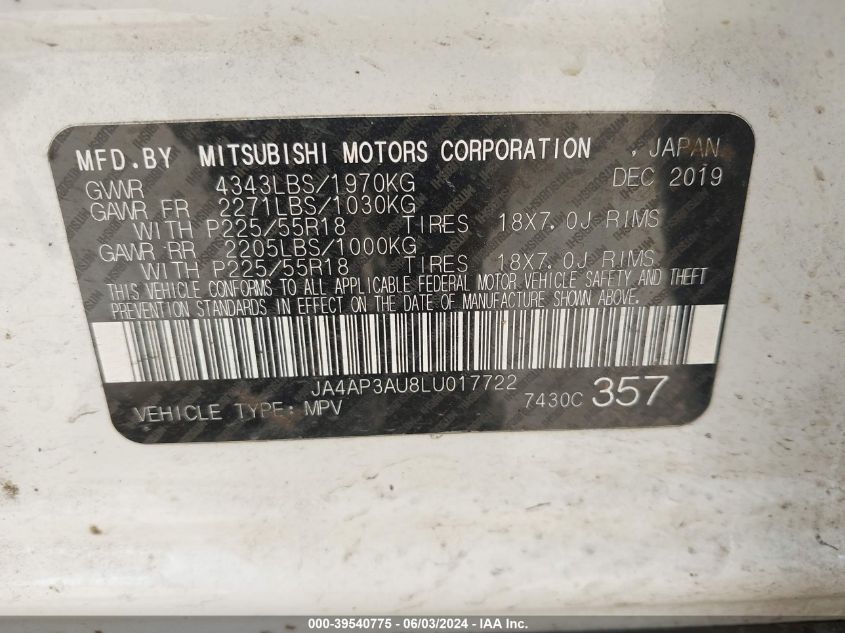 MFD.BY MITSUBISHI MOTORS CORPORATION , JAPAN
GVWR 4343LBS/1970KG DEC 2019
GAWR FR 2271LBS/1030KG
WITH P225/55R18 TIRES 18X7.0J RIMS
GAWR RR 2205LBS/1000KG
WITH P225/55R18 TIRES 18X7.0J RIMS
THIS VEHICLE CONFORMS TO ALL APPLICABLE FEDERAL MOTOR VEHICLE SAFETY AND THEFT
PREVENTION STANDARDS IN EFFECT ON THE DATE OF MANUFACTURE SHOWN ABOVE.
JA4AP3AU8LU017722
VEHICLE TYPE: MPV 7430C 357
000-39540775 - 06/03/2024 - IAA Inc.